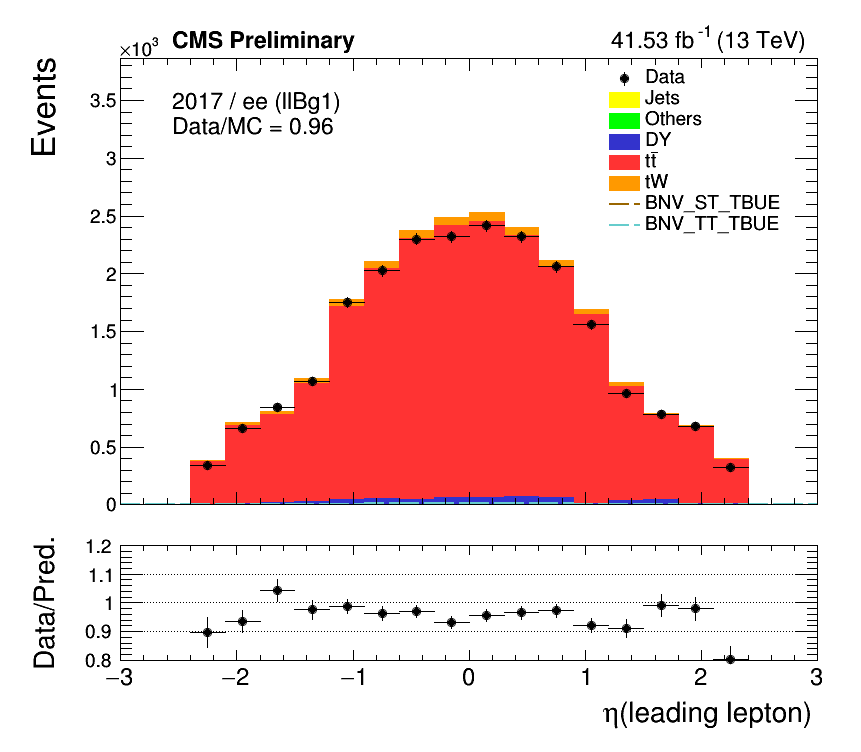 ×10³ CMS Preliminary 41.53 fb⁻¹ (13 TeV)
Events
2017 / ee (llBg1)
Data/MC = 0.96
Data
Jets
Others
DY
tt̄
tW
BNV_ST_TBUE
BNV_TT_TBUE
3.5
3
2.5
2
1.5
1
0.5
0
Data/Pred.
1.2
1.1
1
0.9
0.8
−3 −2 −1 0 1 2 3
η(leading lepton)